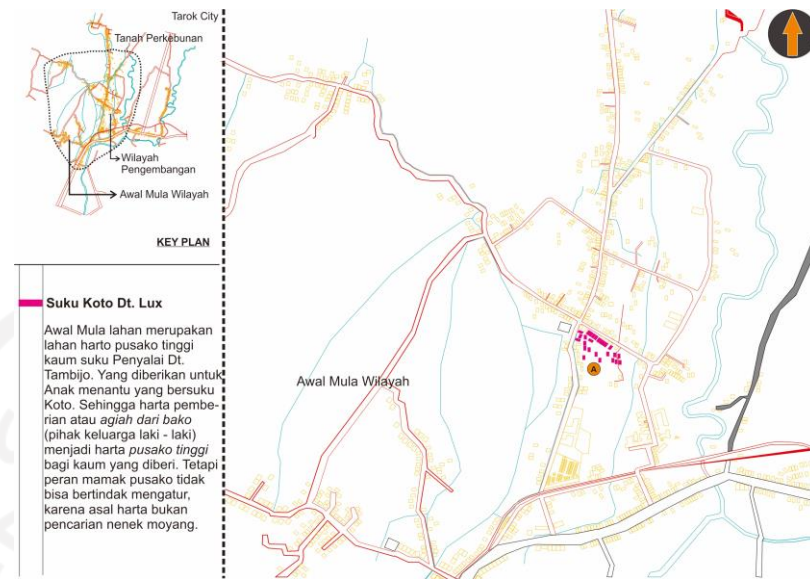 Tarok City
Tanah Perkebunan
Wilayah
Pengembangan
Awal Mula Wilayah
KEY PLAN
Suku Koto Dt. Lux
Awal Mula lahan merupakan
lahan harto pusako tinggi
kaum suku Penyalai Dt.
Tambijo. Yang diberikan untuk
Anak menantu yang bersuku
Koto. Sehingga harta pembe-
rian atau agiah dari bako
(pihak keluarga laki - laki)
menjadi harta pusako tinggi
bagi kaum yang diberi. Tetapi
peran mamak pusako tidak
bisa bertindak mengatur,
karena asal harta bukan
pencarian nenek moyang.
Awal Mula Wilayah
A